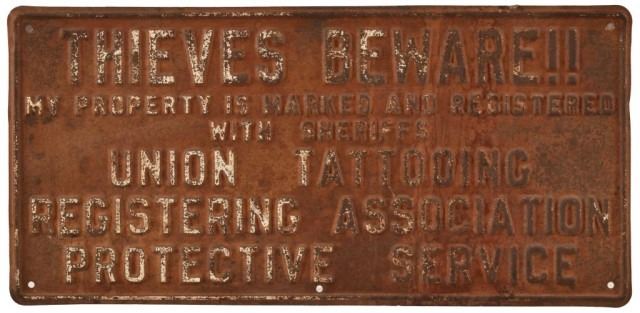 THIEVES BEWARE!!
MY PROPERTY IS MARKED AND REGISTERED
WITH SHERIFFS
UNION TATTOOING
REGISTERING ASSOCIATION
PROTECTIVE SERVICE